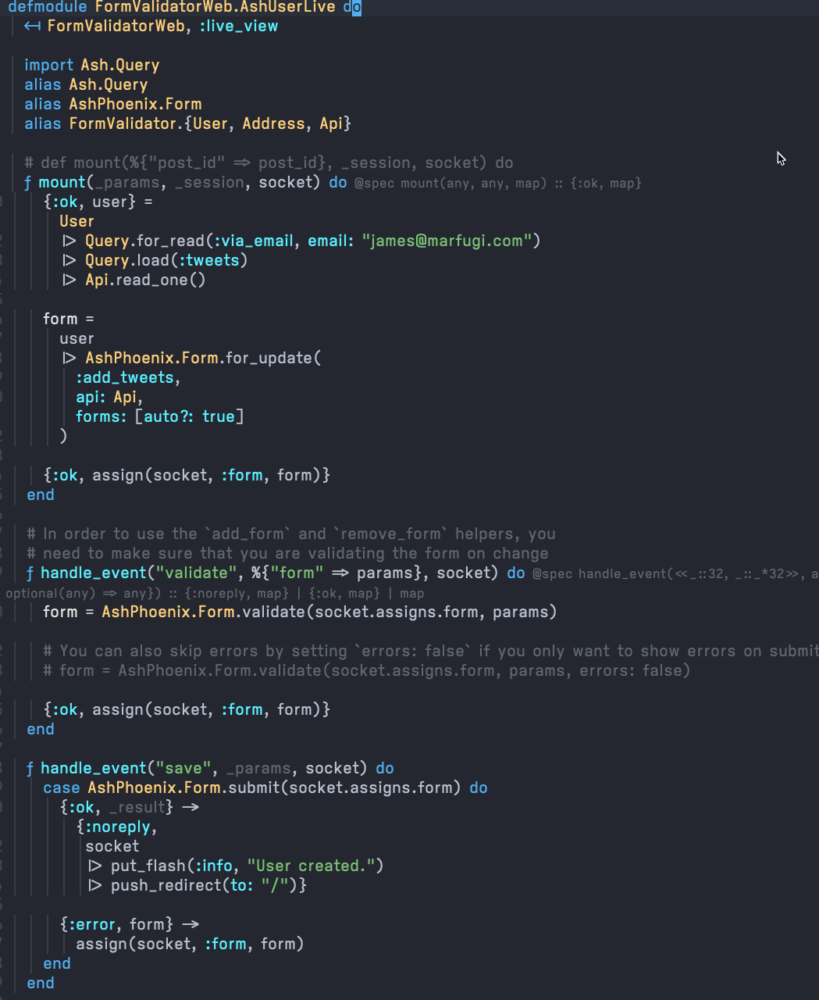 defmodule FormValidatorWeb.AshUserLive do
↤ FormValidatorWeb, :live_view
import Ash.Query
alias Ash.Query
alias AshPhoenix.Form
alias FormValidator.{User, Address, Api}
# def mount(%{"post_id" => post_id}, _session, socket) do
ƒ mount(_params, _session, socket) do @spec mount(any, any, map) :: {:ok, map}
{:ok, user} =
User
|> Query.for_read(:via_email, email: "james@marfugi.com")
|> Query.load(:tweets)
|> Api.read_one()
form =
user
|> AshPhoenix.Form.for_update(
:add_tweets,
api: Api,
forms: [auto?: true]
)
{:ok, assign(socket, :form, form)}
end
# In order to use the `add_form` and `remove_form` helpers, you
# need to make sure that you are validating the form on change
ƒ handle_event("validate", %{"form" => params}, socket) do @spec handle_event(<<_::32, _::_*32>>, a
optional(any) => any}) :: {:noreply, map} | {:ok, map} | map
form = AshPhoenix.Form.validate(socket.assigns.form, params)
# You can also skip errors by setting `errors: false` if you only want to show errors on submit
# form = AshPhoenix.Form.validate(socket.assigns.form, params, errors: false)
{:ok, assign(socket, :form, form)}
end
ƒ handle_event("save", _params, socket) do
case AshPhoenix.Form.submit(socket.assigns.form) do
{:ok, _result} ->
{:noreply,
socket
|> put_flash(:info, "User created.")
|> push_redirect(to: "/")}
{:error, form} ->
assign(socket, :form, form)
end
end